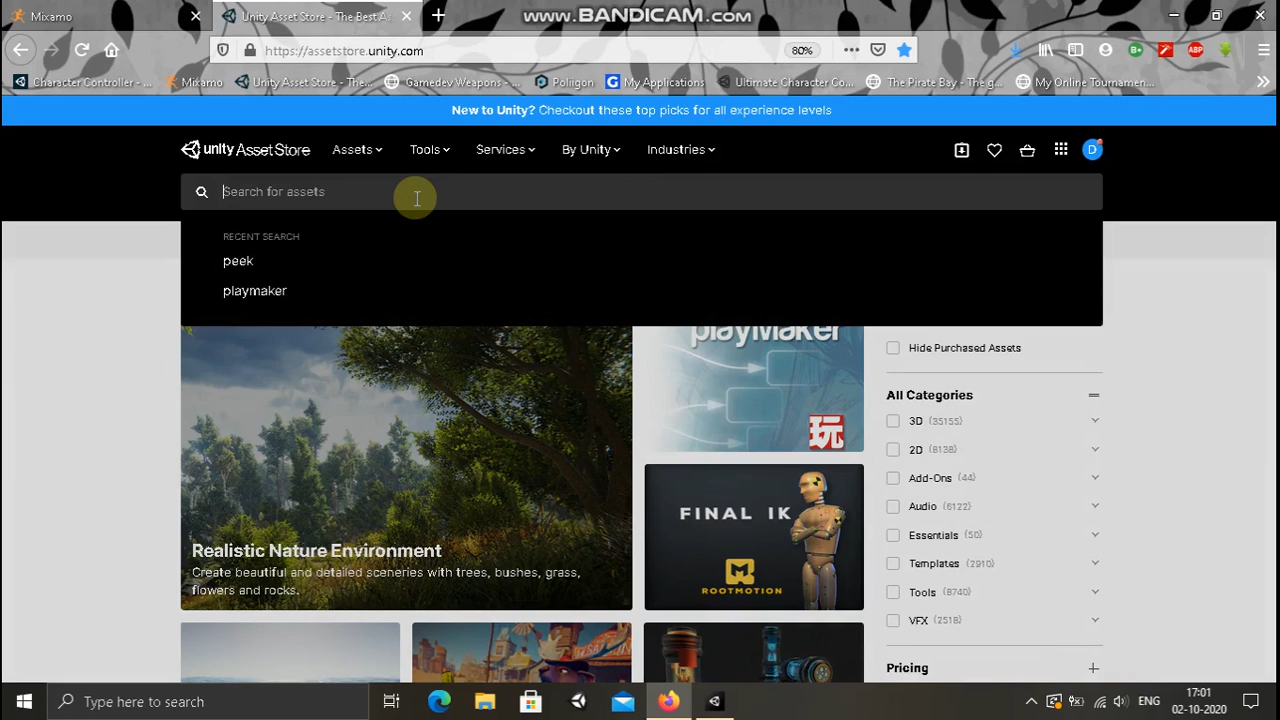 Mixamo
Unity Asset Store - The Best As
www.BANDICAM.com
https://assetstore.unity.com
80%
Character Controller - ...
Mixamo
Unity Asset Store - The...
Gamedev Weapons - ...
Poliigon
My Applications
Ultimate Character Co...
The Pirate Bay - The g...
My Online Tournamen...
New to Unity? Checkout these top picks for all experience levels
unity Asset Store
Assets
Tools
Services
By Unity
Industries
D
Search for assets
RECENT SEARCH
peek
playmaker
playMaker
玩
Hide Purchased Assets
All Categories
3D (35155)
2D (8138)
Add-Ons (44)
Audio (6122)
Essentials (50)
Templates (2910)
Tools (8740)
VFX (2518)
Pricing
Realistic Nature Environment
Create beautiful and detailed sceneries with trees, bushes, grass,
flowers and rocks.
FINAL IK
ROOTMOTION
Type here to search
ENG
17:01
02-10-2020